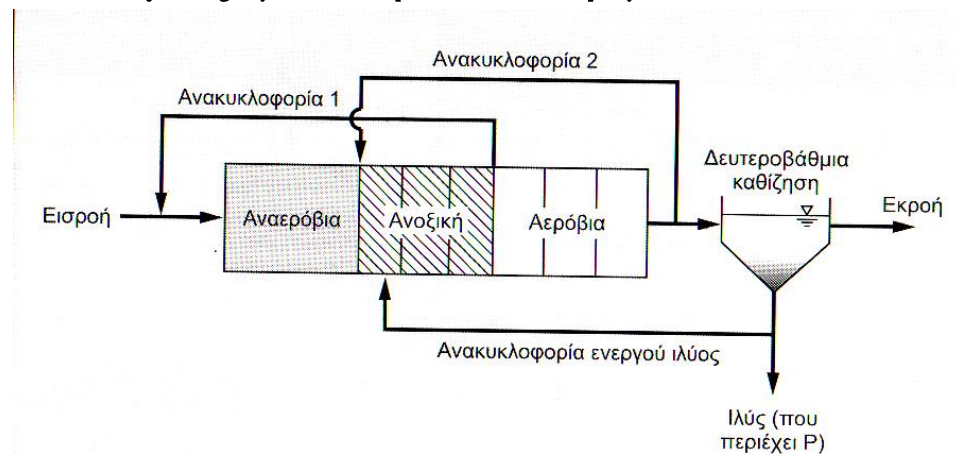 Ανακυκλοφορία 2
Ανακυκλοφορία 1
Δευτεροβάθμια
καθίζηση
Εισροή
Αναερόβια
Ανοξική
Αερόβια
Εκροή
Ανακυκλοφορία ενεργού ιλύος
Ιλύς (που
περιέχει P)